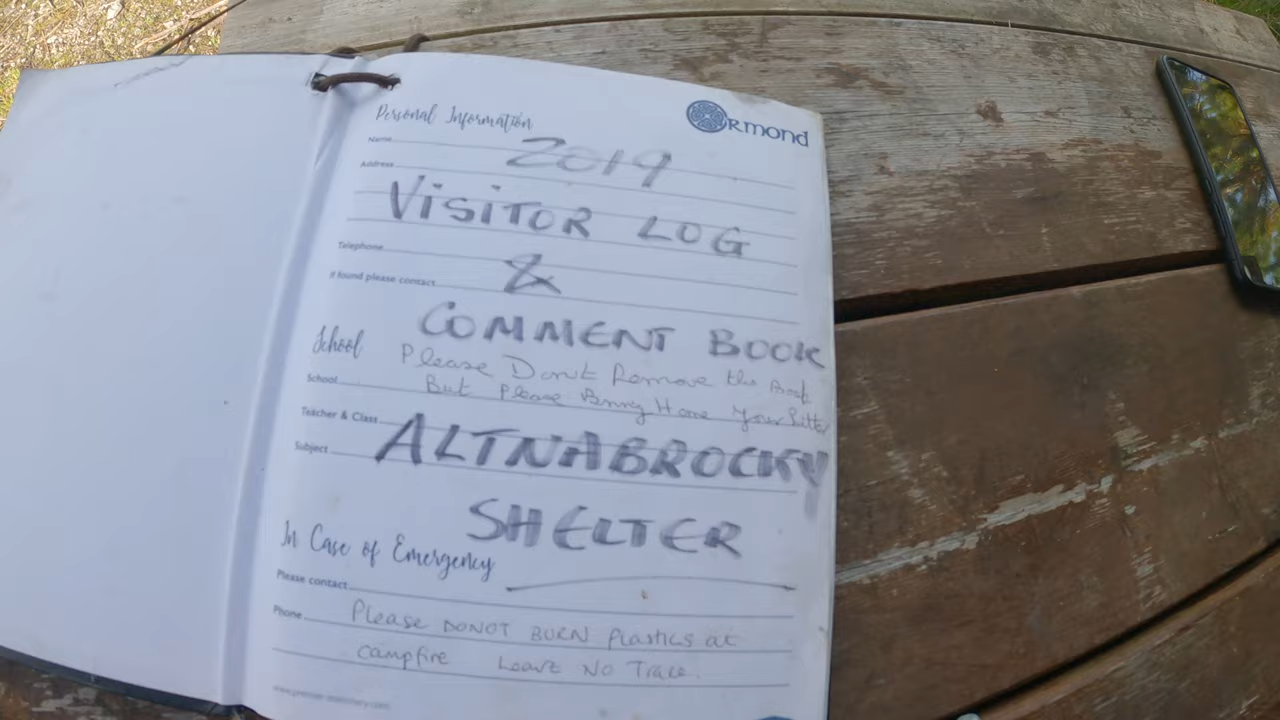 Personal Information
ORMOND
Name
2019
Address
VISITOR LOG
Telephone
&
If found please contact
COMMENT BOOK
School
Please Dont Remove this Book
School
But Please Bring Home Your Litter
Teacher & Class
ALTNABROCKY
Subject
SHELTER
In Case of Emergency
Please contact
Phone
Please DONOT BURN Plastics at
campfire Leave NO Trace.